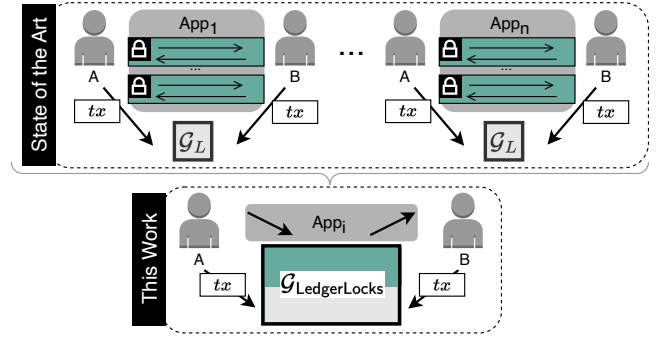 State of the Art
App1
...
...
A
B
tx
tx
𝒢L
Appn
...
A
B
tx
tx
𝒢L
This Work
Appi
A
B
tx
tx
𝒢LedgerLocks